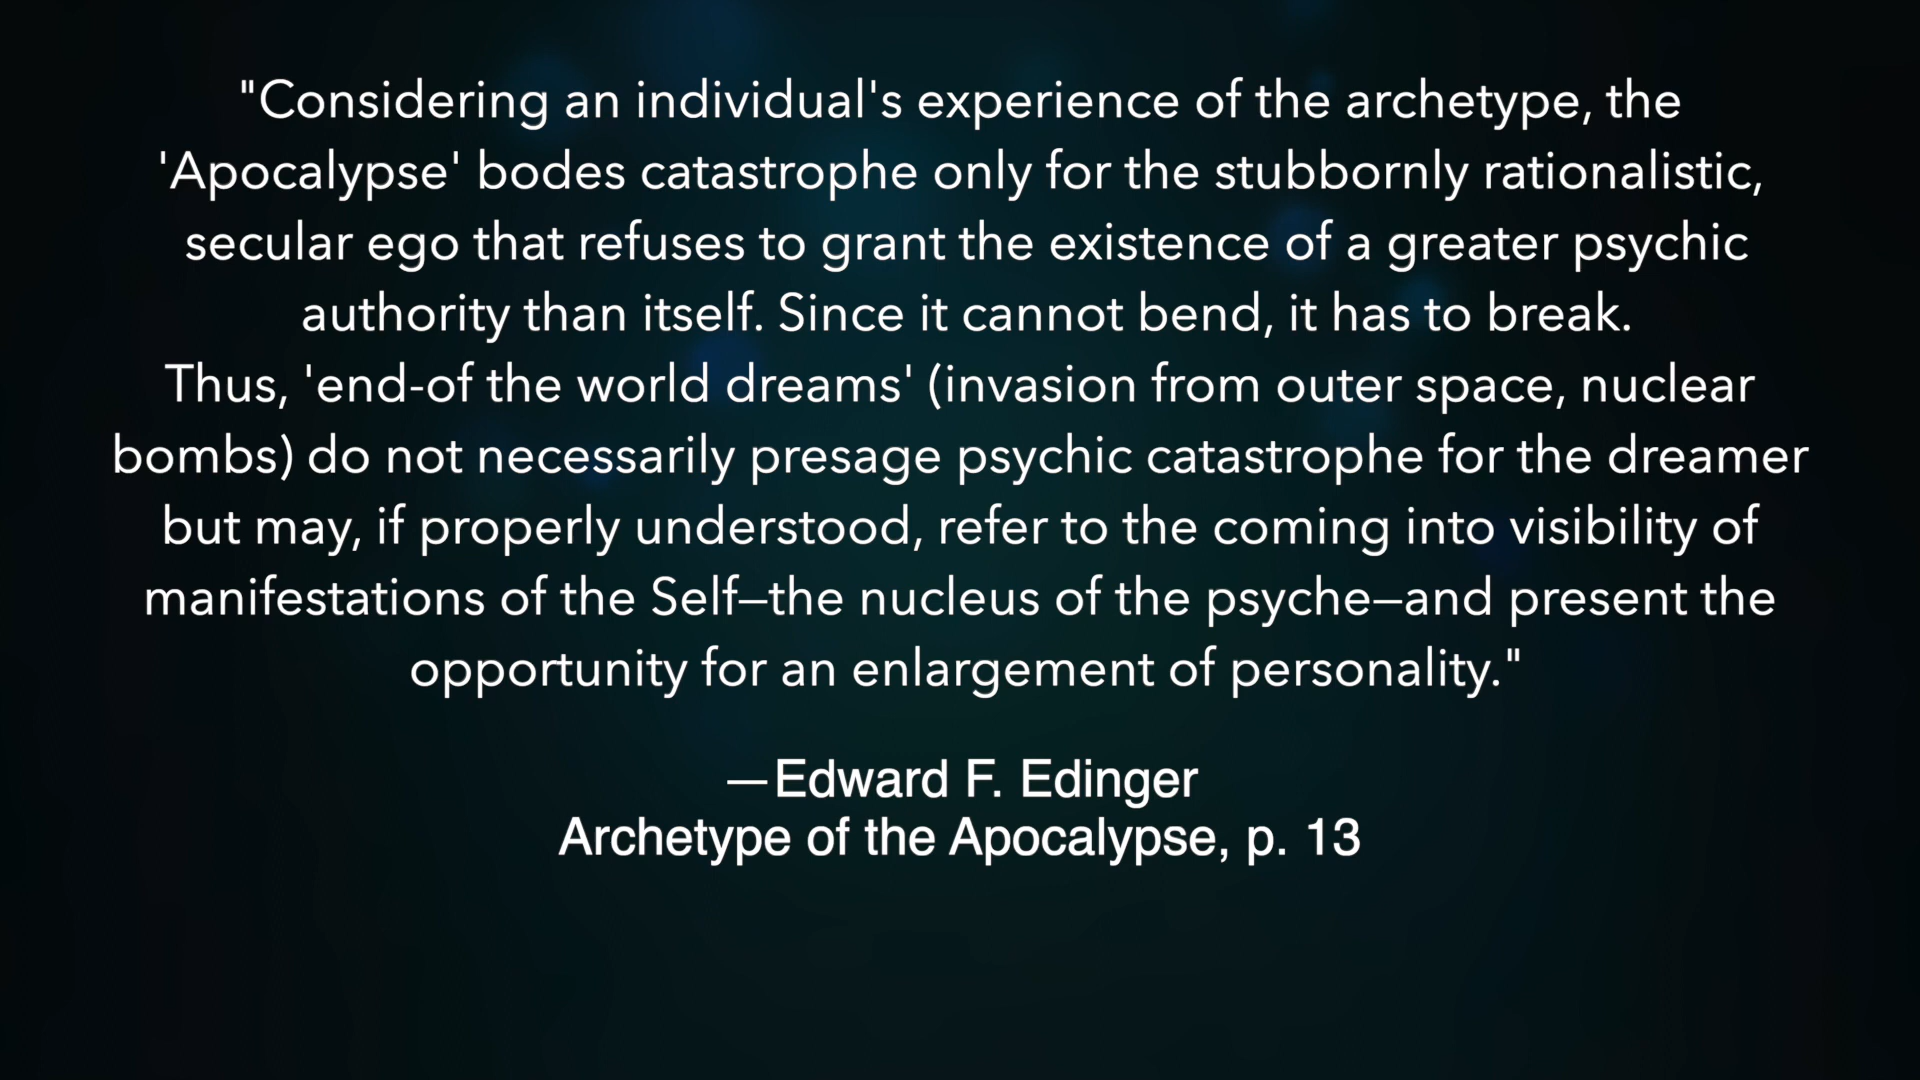 "Considering an individual's experience of the archetype, the
'Apocalypse' bodes catastrophe only for the stubbornly rationalistic,
secular ego that refuses to grant the existence of a greater psychic
authority than itself. Since it cannot bend, it has to break.
Thus, 'end-of the world dreams' (invasion from outer space, nuclear
bombs) do not necessarily presage psychic catastrophe for the dreamer
but may, if properly understood, refer to the coming into visibility of
manifestations of the Self—the nucleus of the psyche—and present the
opportunity for an enlargement of personality."
—Edward F. Edinger
Archetype of the Apocalypse, p. 13